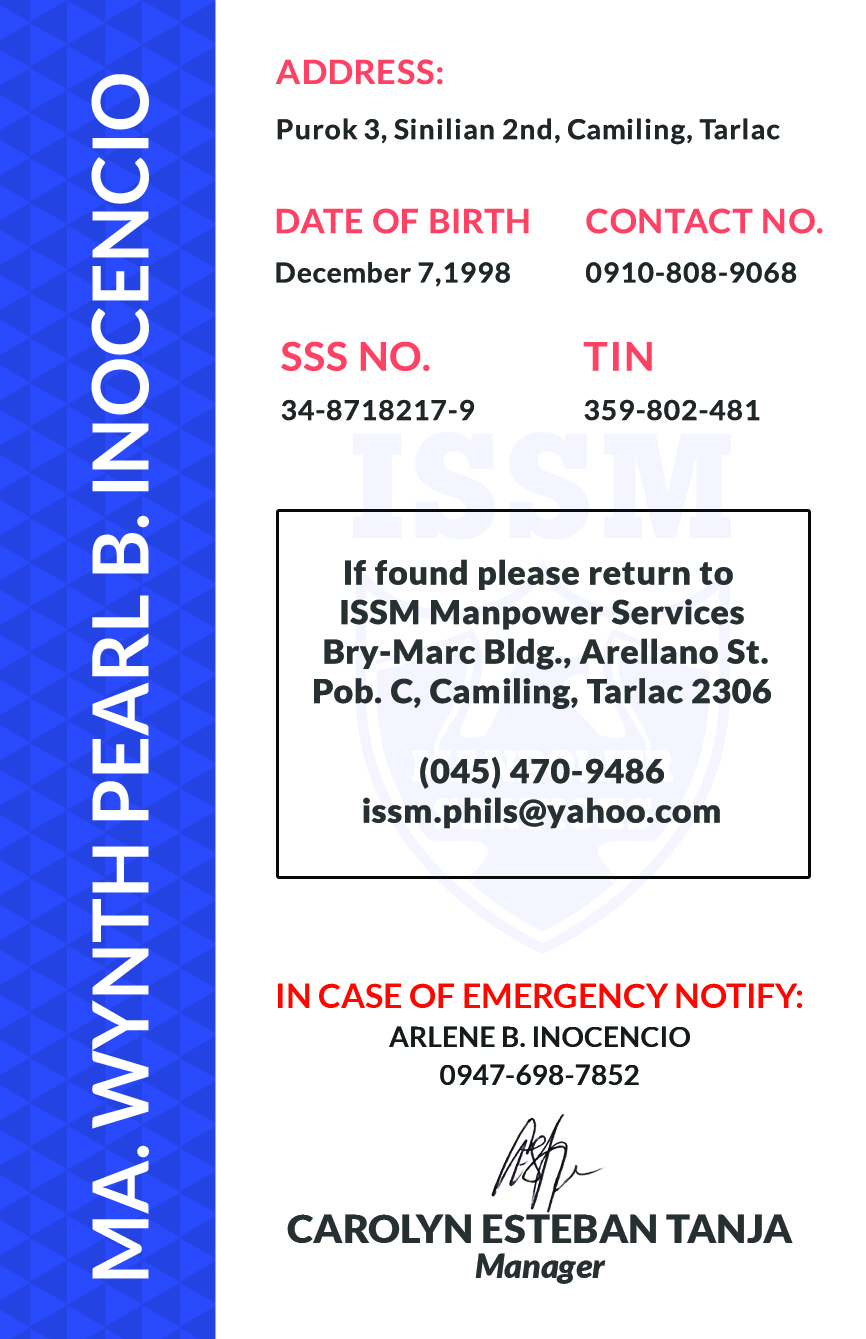 MA. WYNTH PEARL B. INOCENCIO
ADDRESS:
Purok 3, Sinilian 2nd, Camiling, Tarlac
DATE OF BIRTH
December 7,1998
CONTACT NO.
0910-808-9068
SSS NO.
34-8718217-9
TIN
359-802-481
ISSM
If found please return to
ISSM Manpower Services
Bry-Marc Bldg., Arellano St.
Pob. C, Camiling, Tarlac 2306
(045) 470-9486
issm.phils@yahoo.com
IN CASE OF EMERGENCY NOTIFY:
ARLENE B. INOCENCIO
0947-698-7852
CAROLYN ESTEBAN TANJA
Manager